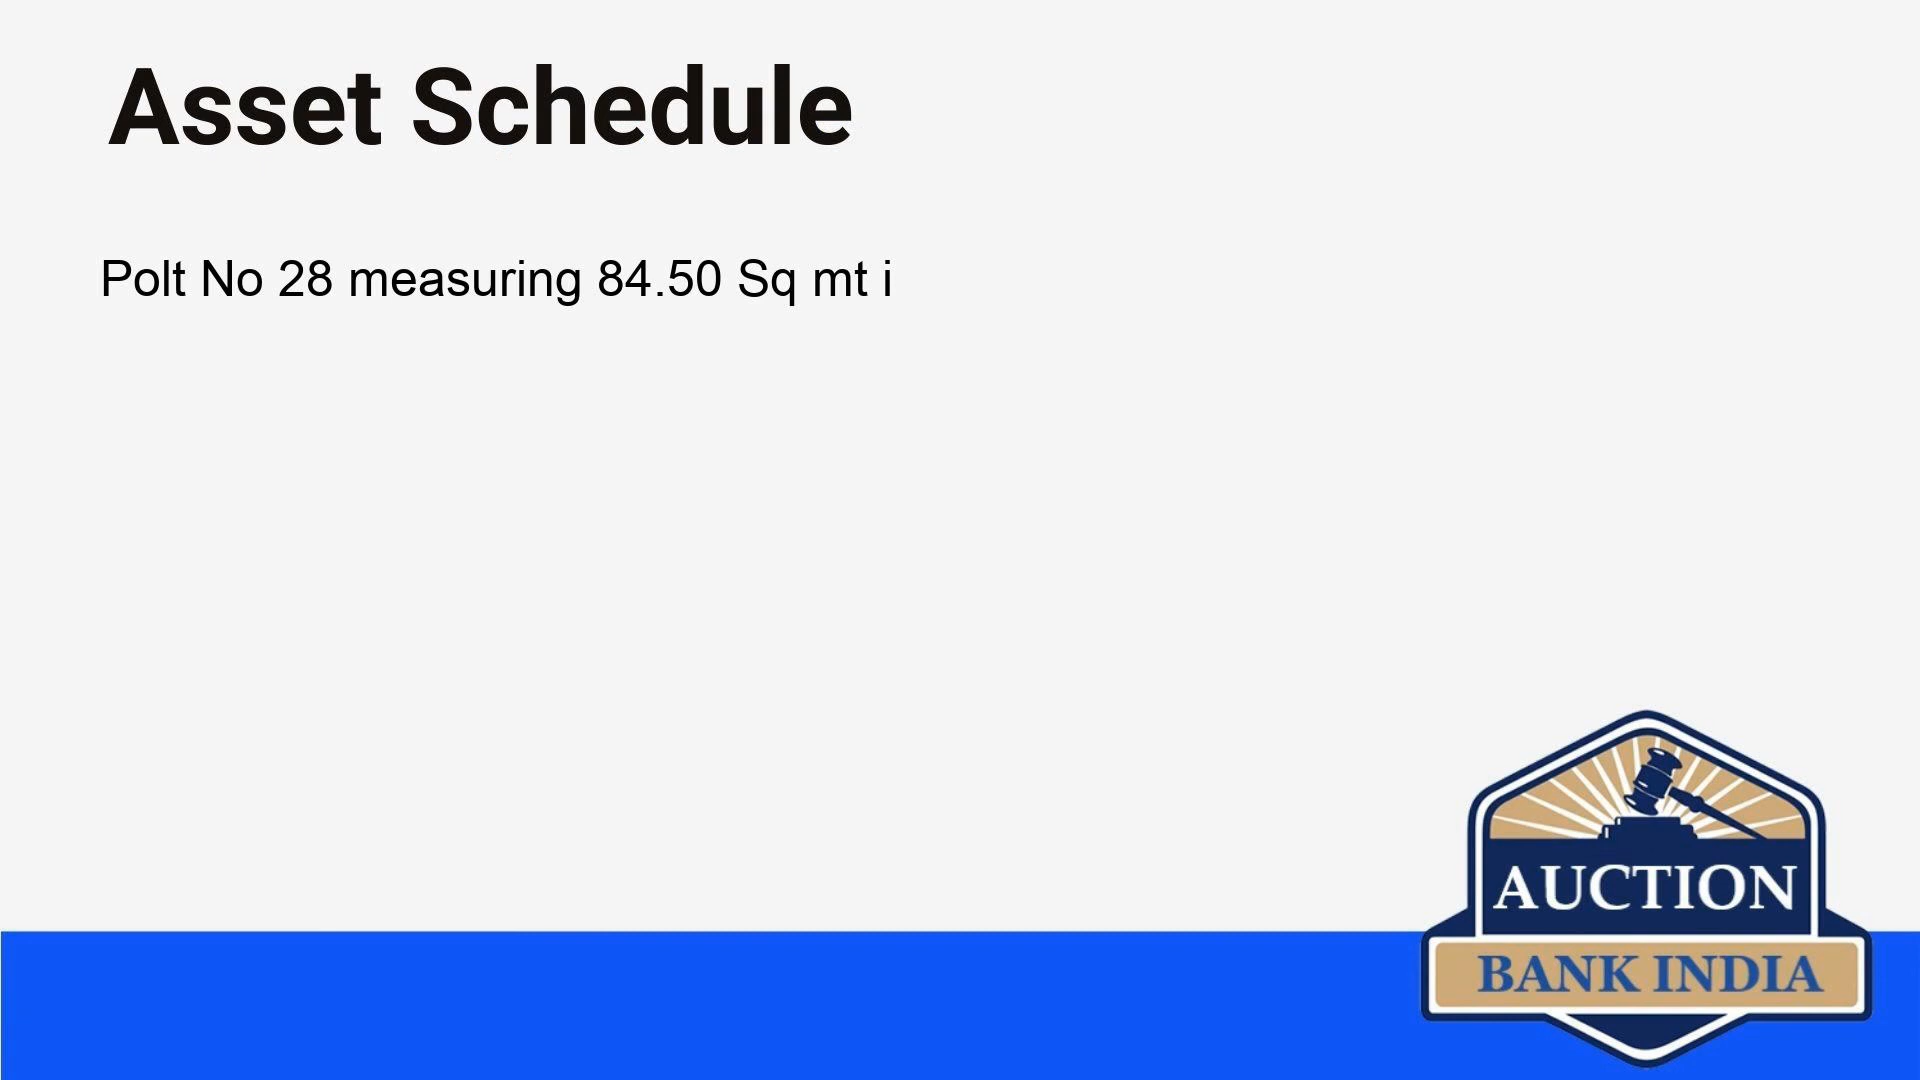 Asset Schedule
Polt No 28 measuring 84.50 Sq mt i
AUCTION
BANK INDIA